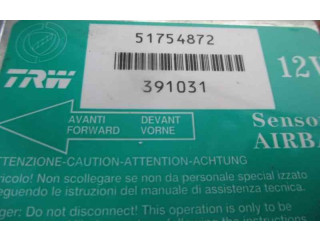 51754872
TRW
391031
12V
AVANTI DEVANT
FORWARD VORNE
Senso
AIRBA
TTENZIONE-CAUTION-ATTENTION-ACHTUNG
ricolo! Non scollegare se non da personale special izzato
eguendo le istruzioni del manuale di assistenza tecnica.
ger: Do not disconnect! This operation is only to be